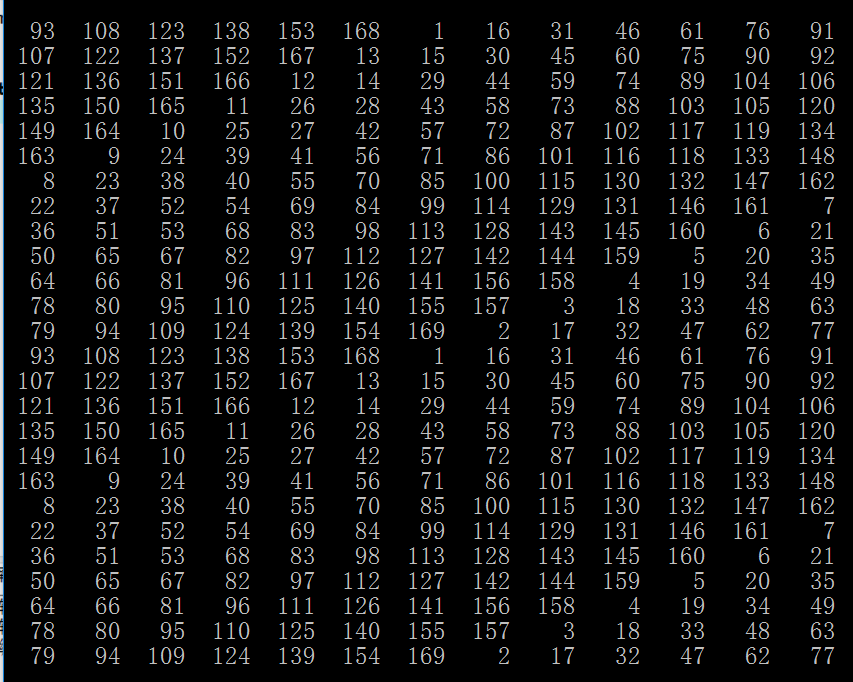 93 108 123 138 153 168 1 16 31 46 61 76 91
107 122 137 152 167 13 15 30 45 60 75 90 92
121 136 151 166 12 14 29 44 59 74 89 104 106
135 150 165 11 26 28 43 58 73 88 103 105 120
149 164 10 25 27 42 57 72 87 102 117 119 134
163 9 24 39 41 56 71 86 101 116 118 133 148
8 23 38 40 55 70 85 100 115 130 132 147 162
22 37 52 54 69 84 99 114 129 131 146 161 7
36 51 53 68 83 98 113 128 143 145 160 6 21
50 65 67 82 97 112 127 142 144 159 5 20 35
64 66 81 96 111 126 141 156 158 4 19 34 49
78 80 95 110 125 140 155 157 3 18 33 48 63
79 94 109 124 139 154 169 2 17 32 47 62 77
93 108 123 138 153 168 1 16 31 46 61 76 91
107 122 137 152 167 13 15 30 45 60 75 90 92
121 136 151 166 12 14 29 44 59 74 89 104 106
135 150 165 11 26 28 43 58 73 88 103 105 120
149 164 10 25 27 42 57 72 87 102 117 119 134
163 9 24 39 41 56 71 86 101 116 118 133 148
8 23 38 40 55 70 85 100 115 130 132 147 162
22 37 52 54 69 84 99 114 129 131 146 161 7
36 51 53 68 83 98 113 128 143 145 160 6 21
50 65 67 82 97 112 127 142 144 159 5 20 35
64 66 81 96 111 126 141 156 158 4 19 34 49
78 80 95 110 125 140 155 157 3 18 33 48 63
79 94 109 124 139 154 169 2 17 32 47 62 77